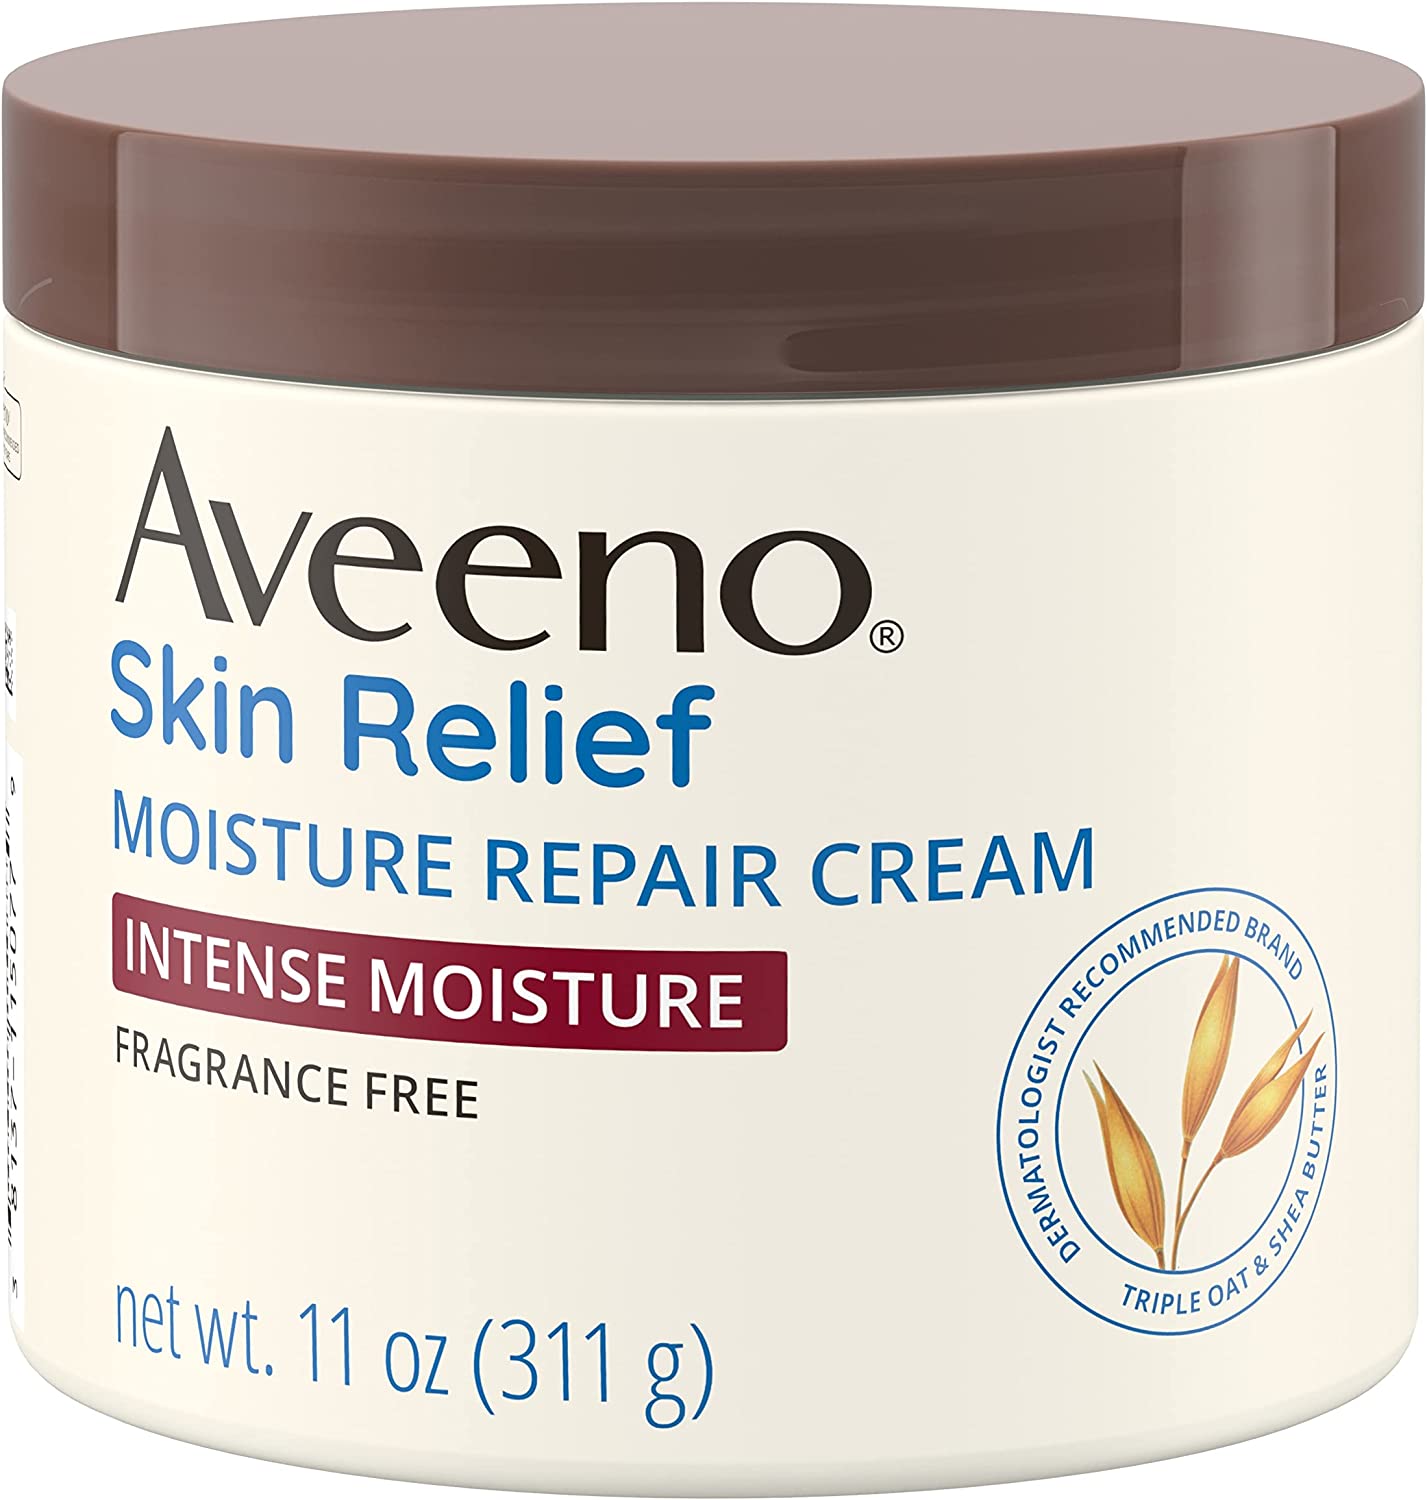 Aveeno®
Skin Relief
MOISTURE REPAIR CREAM
INTENSE MOISTURE
FRAGRANCE FREE
DERMATOLOGIST RECOMMENDED BRAND
TRIPLE OAT & SHEA BUTTER
net wt. 11 oz (311 g)